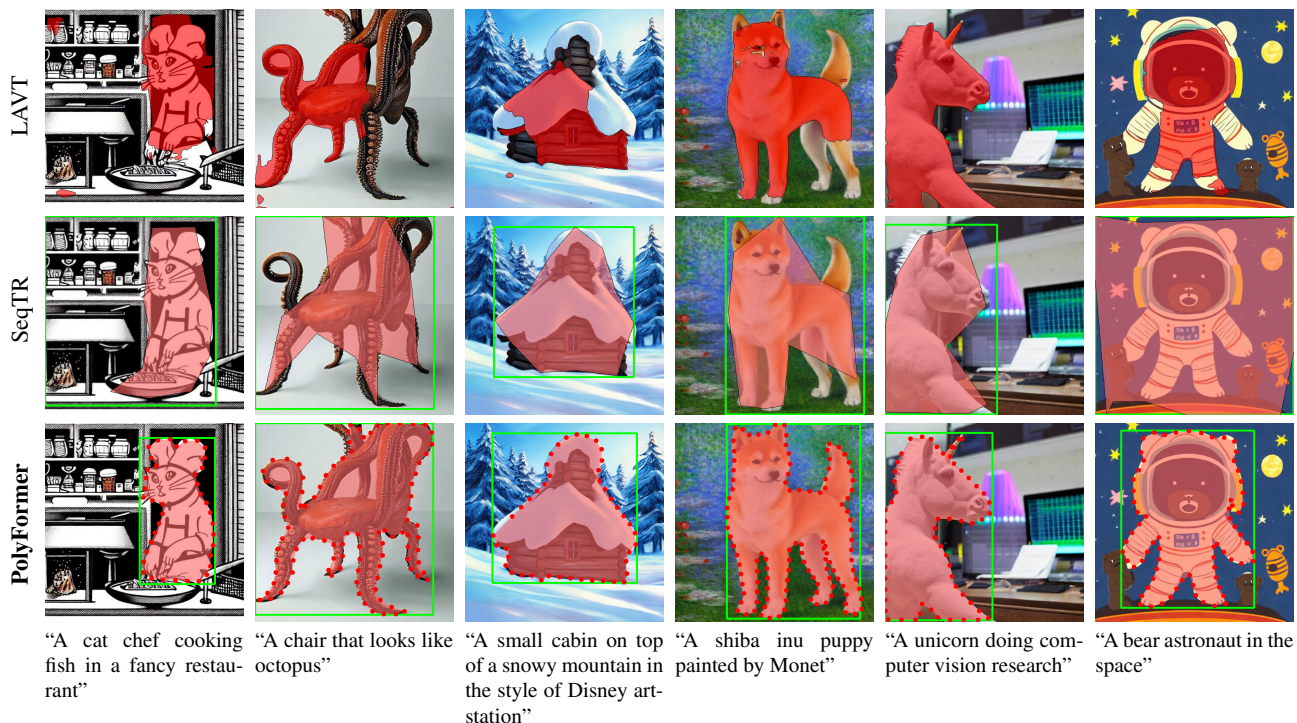 LAVT
SeqTR
PolyFormer
“A cat chef cooking
fish in a fancy restau-
rant”
“A chair that looks like
octopus”
“A small cabin on top
of a snowy mountain in
the style of Disney art-
station”
“A shiba inu puppy
painted by Monet”
“A unicorn doing com-
puter vision research”
“A bear astronaut in the
space”